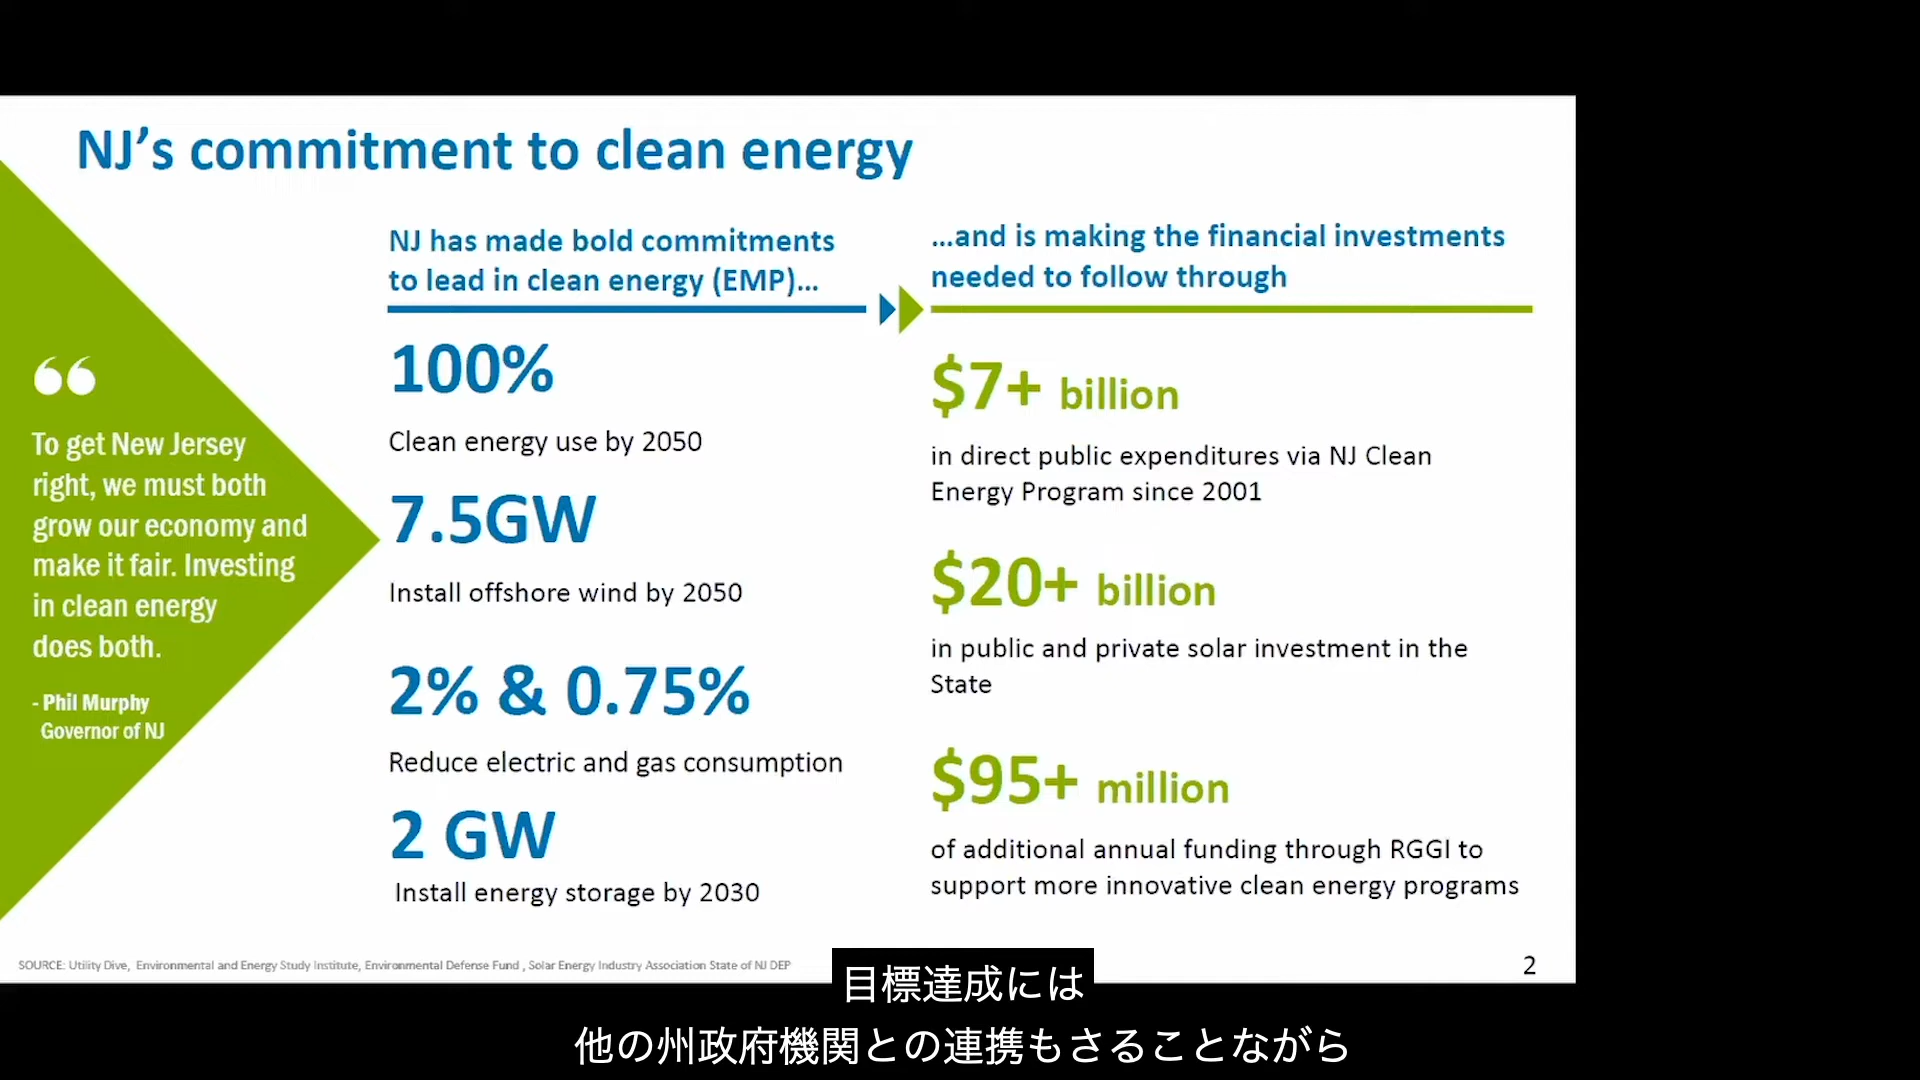 NJ’s commitment to clean energy
“
To get New Jersey
right, we must both
grow our economy and
make it fair. Investing
in clean energy
does both.
- Phil Murphy
Governor of NJ
NJ has made bold commitments
to lead in clean energy (EMP)...
100%
Clean energy use by 2050
7.5GW
Install offshore wind by 2050
2% & 0.75%
Reduce electric and gas consumption
2 GW
Install energy storage by 2030
...and is making the financial investments
needed to follow through
$7+ billion
in direct public expenditures via NJ Clean
Energy Program since 2001
$20+ billion
in public and private solar investment in the
State
$95+ million
of additional annual funding through RGGI to
support more innovative clean energy programs
SOURCE: Utility Dive, Environmental and Energy Study Institute, Environmental Defense Fund , Solar Energy Industry Association State of NJ DEP
2
目標達成には
他の州政府機関との連携もさることながら